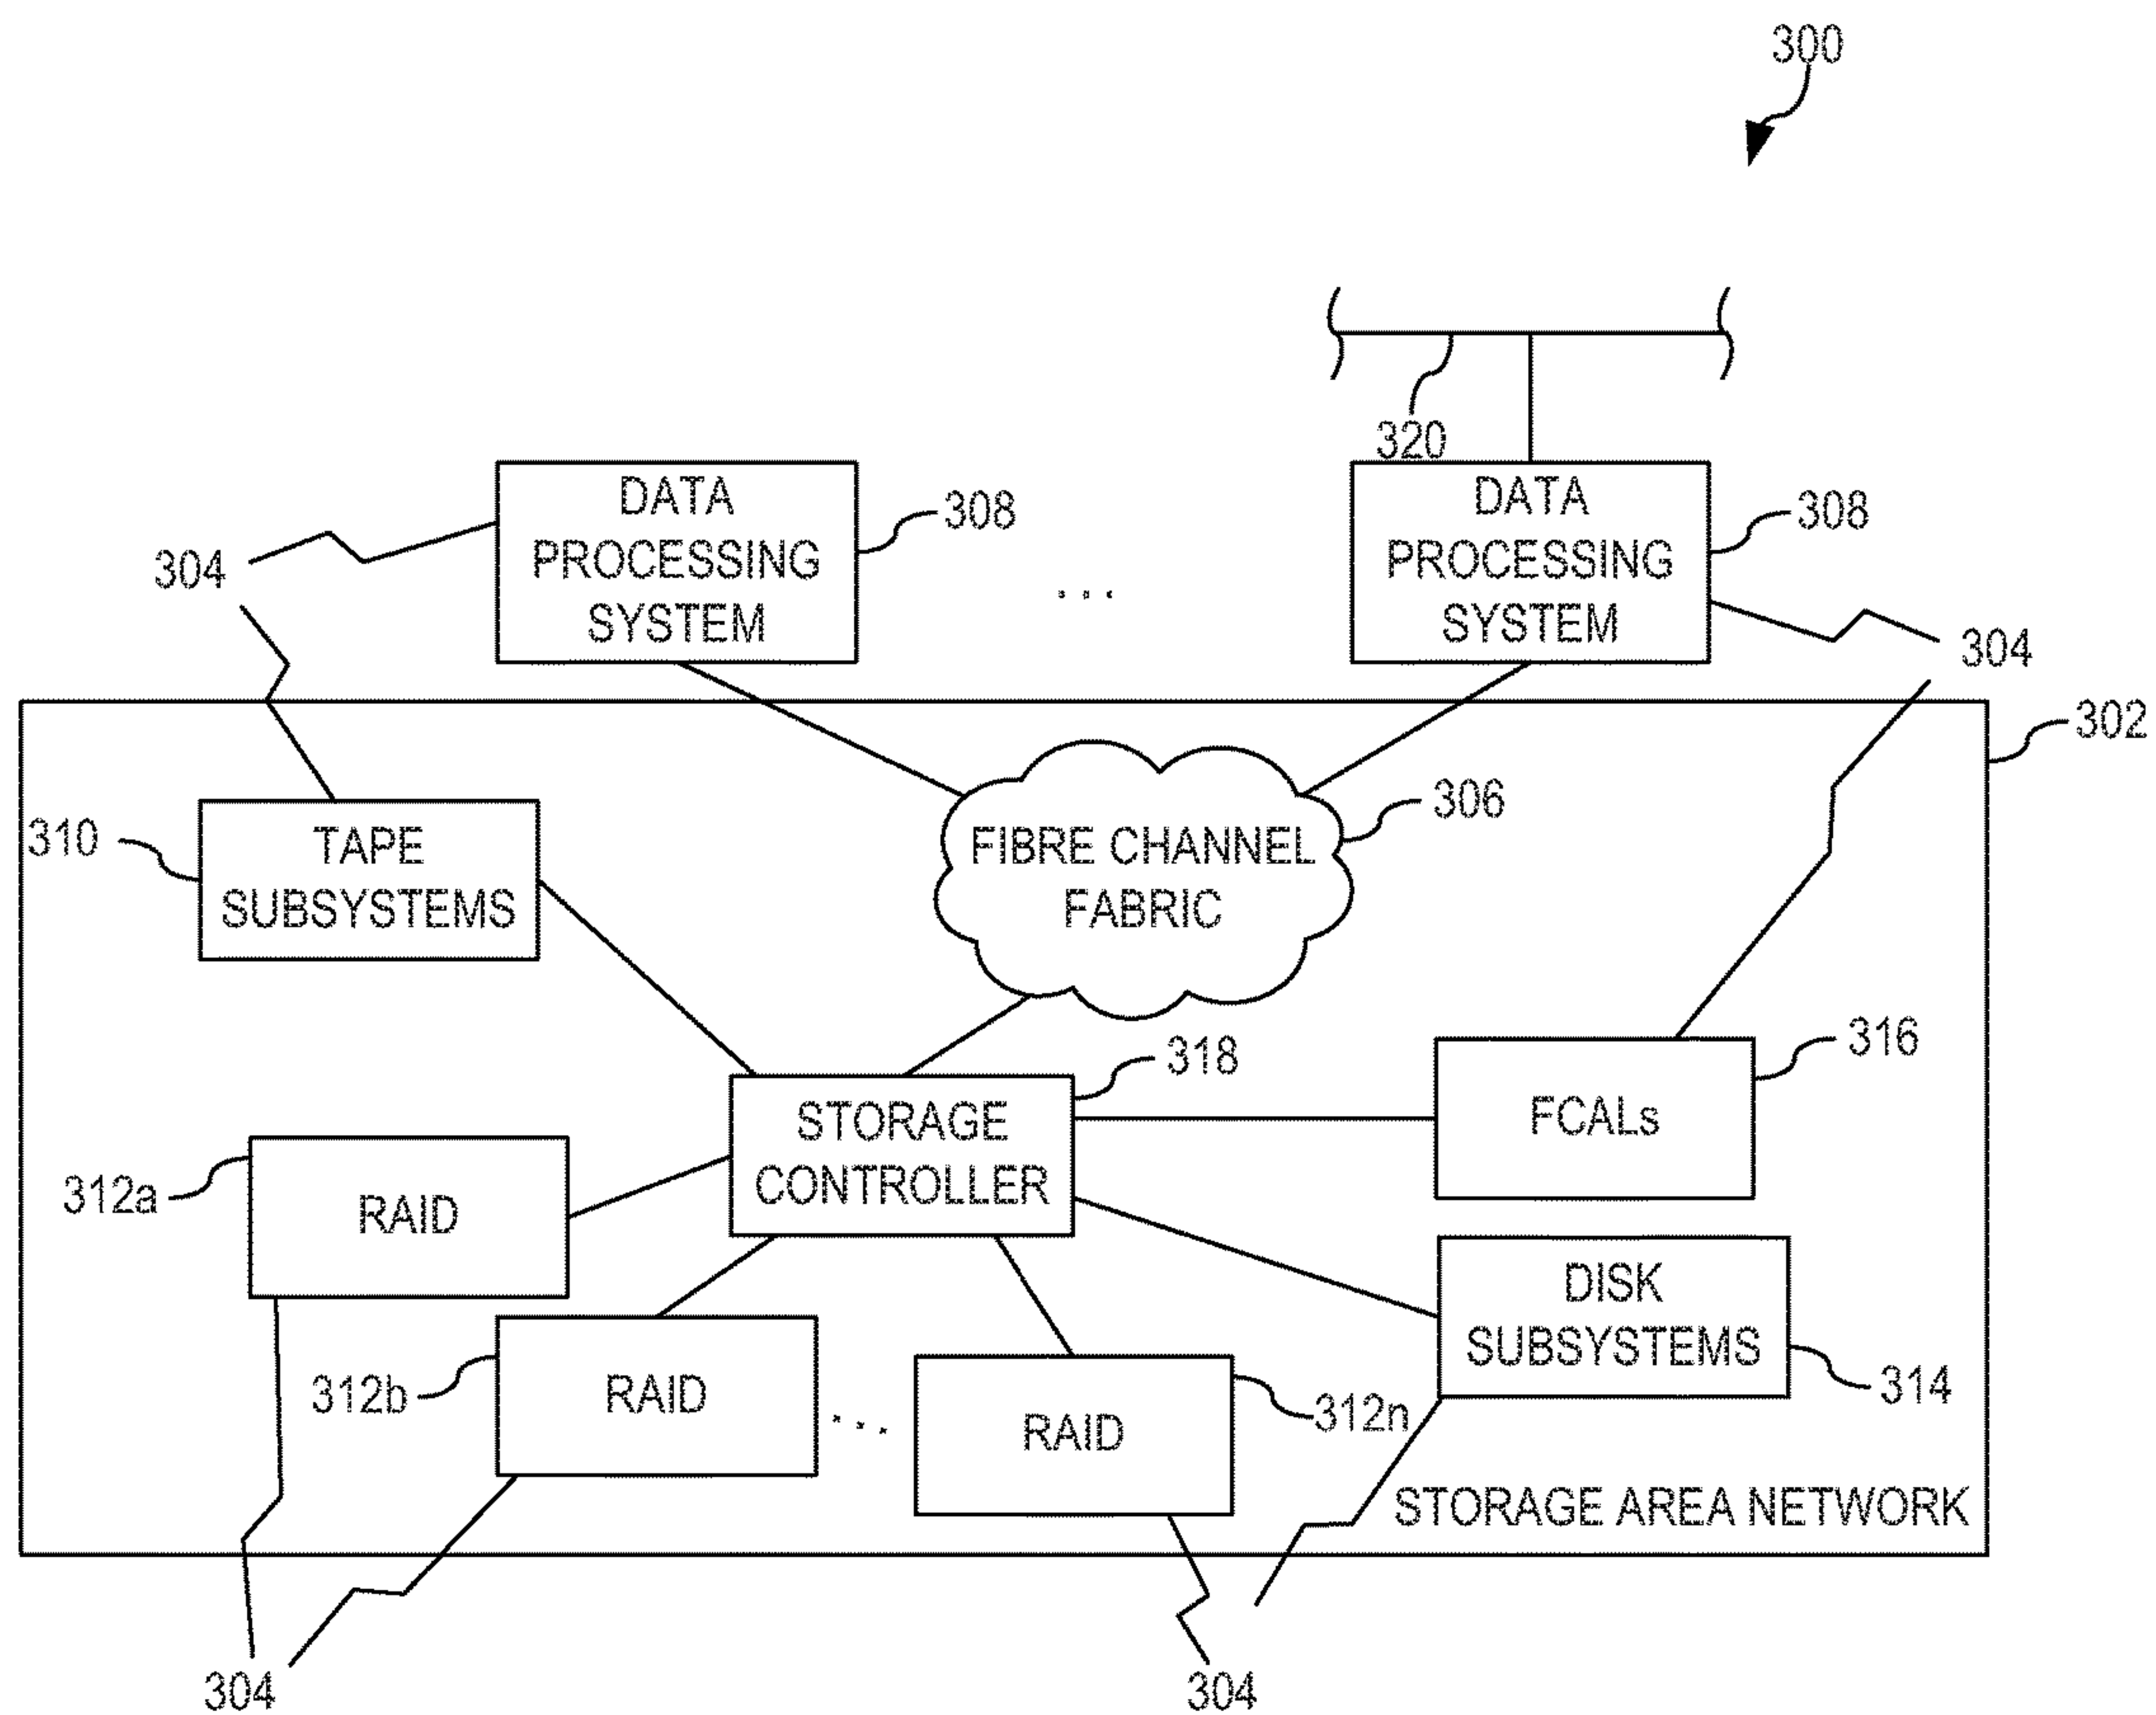 300
320
DATA
PROCESSING
SYSTEM
308
DATA
PROCESSING
SYSTEM
308
304
304
302
310
TAPE
SUBSYSTEMS
FIBRE CHANNEL
FABRIC
306
318
316
STORAGE
CONTROLLER
FCALs
312a
RAID
DISK
SUBSYSTEMS
314
312b
RAID
...
RAID
312n
STORAGE AREA NETWORK
304
304